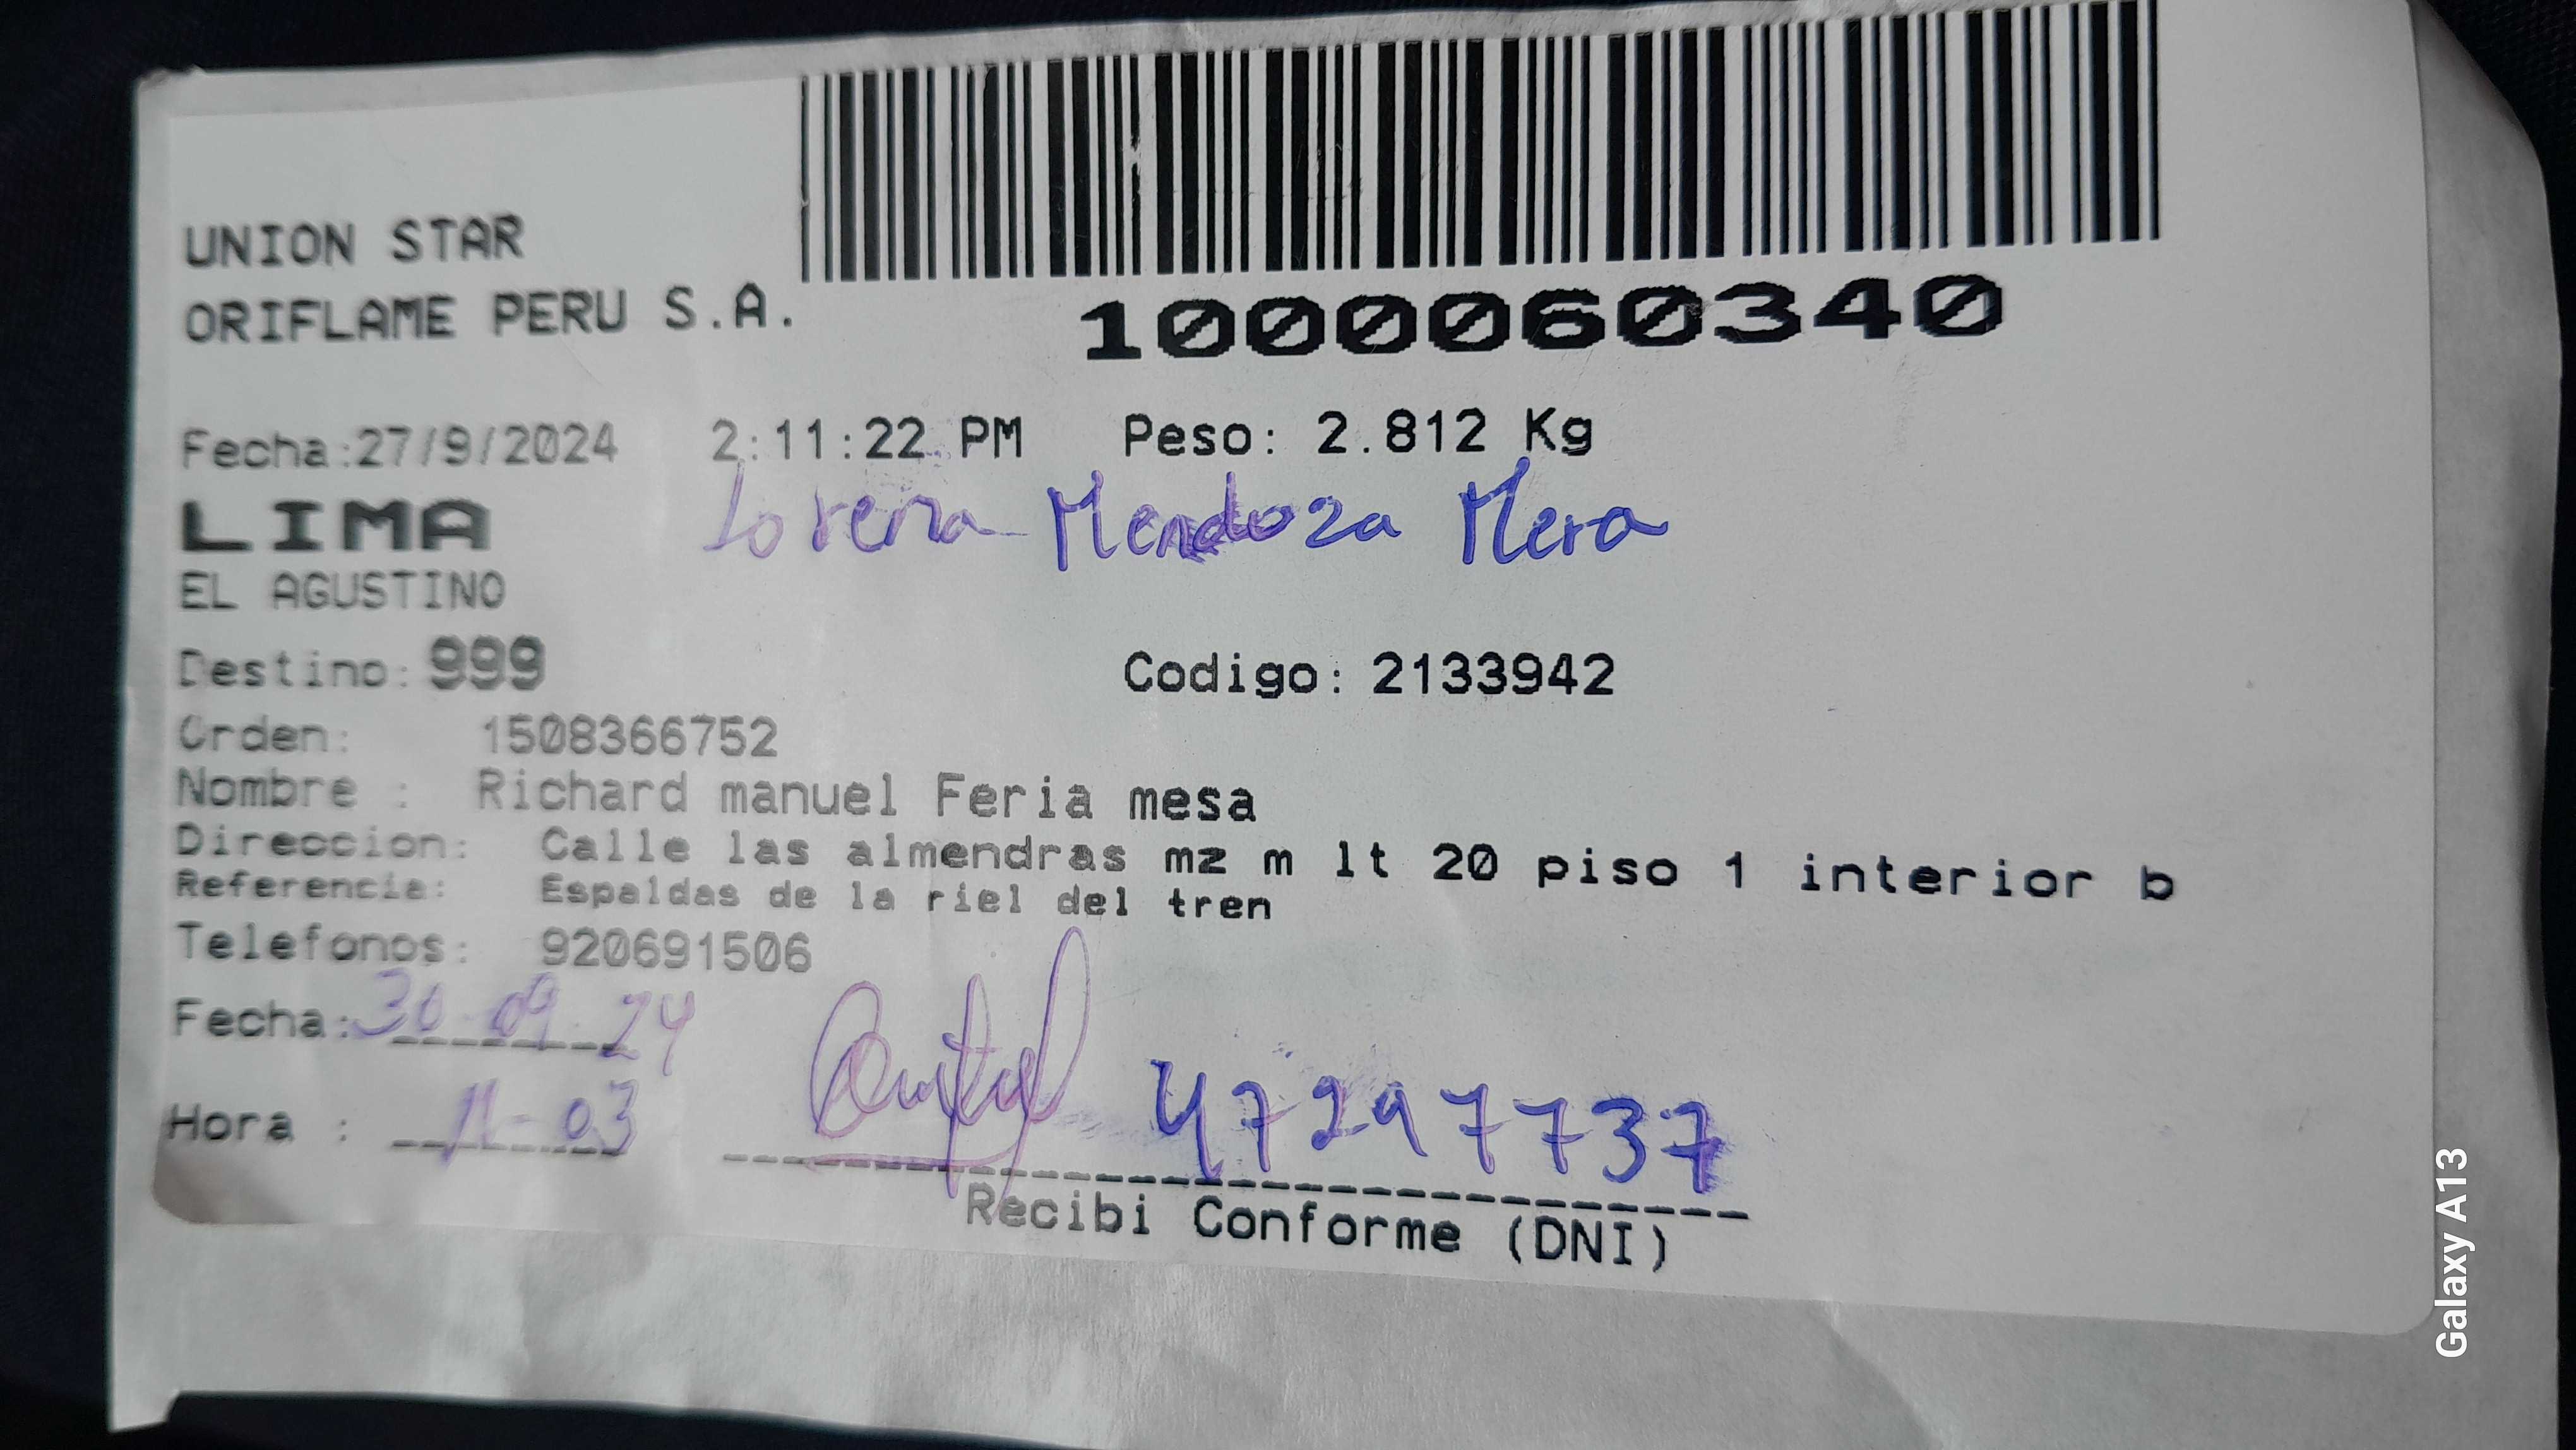 UNION STAR
ORIFLAME PERU S.A.
1000060340
Fecha:27/9/2024 2:11:22 PM Peso: 2.812 Kg
LIMA Lorena Mendoza Mera
EL AGUSTINO
Destino: 999 Codigo: 2133942
Orden: 1508366752
Nombre : Richard manuel Feria mesa
Direccion: Calle las almendras mz m lt 20 piso 1 interior b
Referencia: Espaldas de la riel del tren
Telefonos: 920691506
Fecha: 30-09-24
Hora : 11-03 47297737
Recibi Conforme (DNI)
Galaxy A13